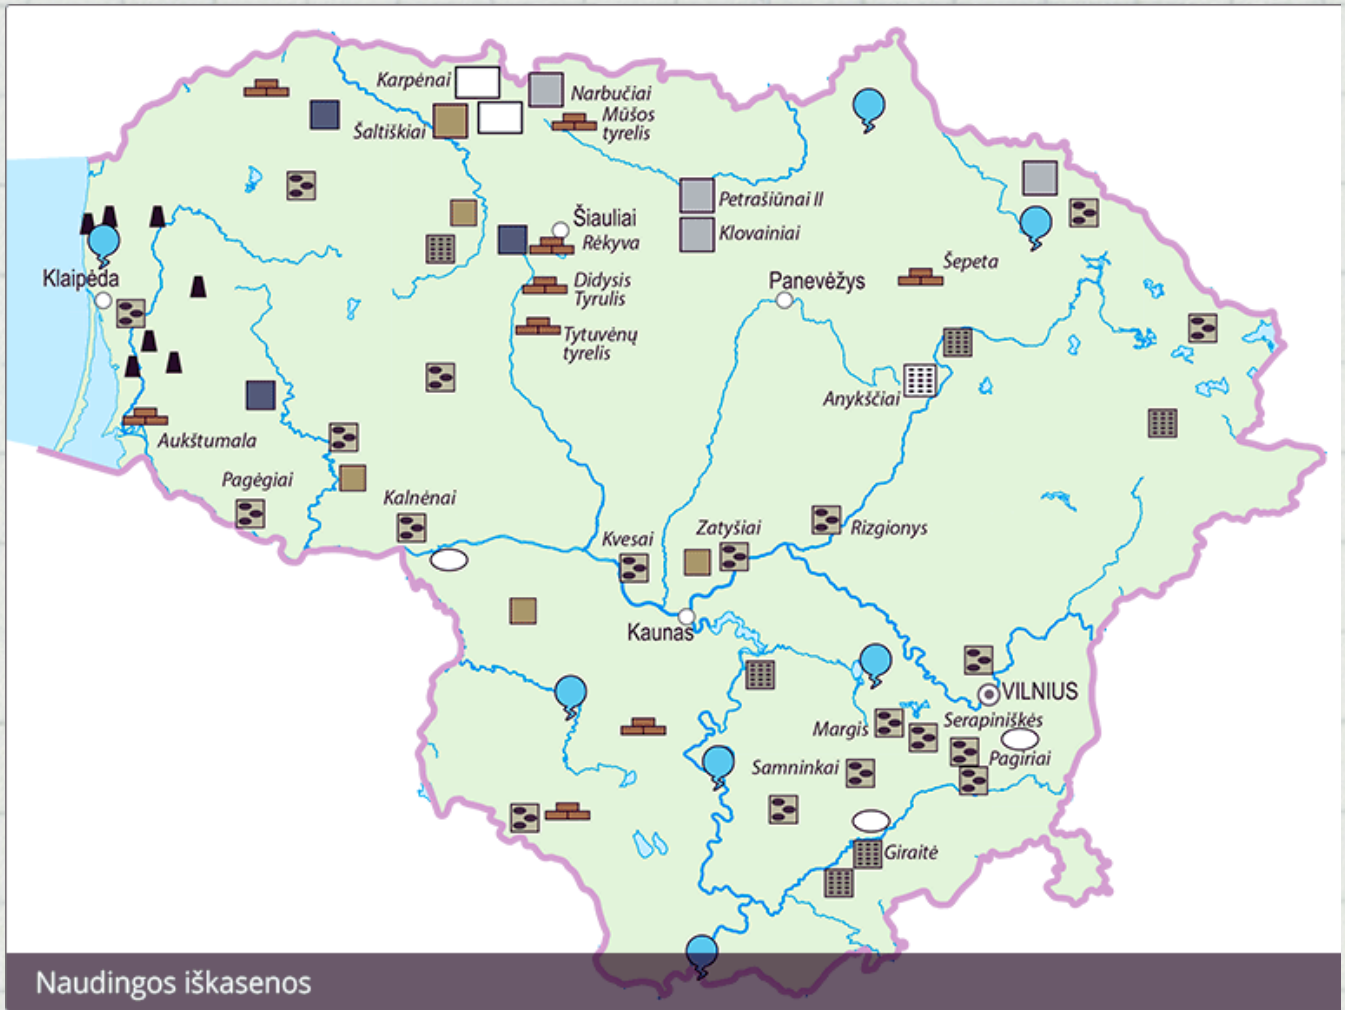 Karpėnai
Narbučiai
Mūšos
tyrelis
Šaltiškiai
Petrašiūnai II
Šiauliai
Klovainiai
Rėkyva
Šepeta
Klaipėda
Didysis
Tyrulis
Panevėžys
Tytuvėnų
tyrelis
Anykščiai
Aukštumala
Pagėgiai
Kalnėnai
Kvesai
Zatyšiai
Rizgionys
Kaunas
VILNIUS
Margis
Serapiniškės
Pagiriai
Samninkai
Giraitė
Naudingos iškasenos